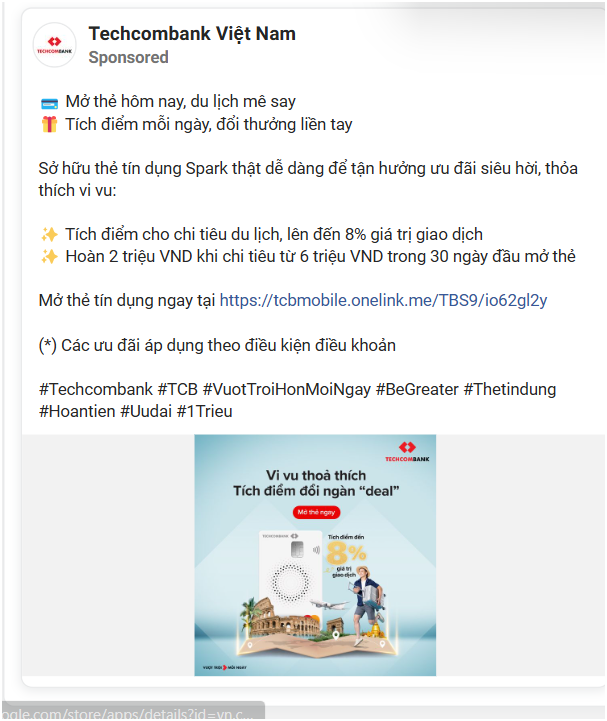 TECHCOMBANK
Techcombank Việt Nam
Sponsored
Mở thẻ hôm nay, du lịch mê say
Tích điểm mỗi ngày, đổi thưởng liền tay
Sở hữu thẻ tín dụng Spark thật dễ dàng để tận hưởng ưu đãi siêu hời, thỏa
thích vi vu:
✨ Tích điểm cho chi tiêu du lịch, lên đến 8% giá trị giao dịch
✨ Hoàn 2 triệu VND khi chi tiêu từ 6 triệu VND trong 30 ngày đầu mở thẻ
Mở thẻ tín dụng ngay tại https://tcbmobile.onelink.me/TBS9/io62gl2y
(*) Các ưu đãi áp dụng theo điều kiện điều khoản
#Techcombank #TCB #VuotTroiHonMoiNgay #BeGreater #Thetindung
#Hoantien #Uudai #1Trieu
TECHCOMBANK
Vi vu thoả thích
Tích điểm đổi ngàn “deal”
Mở thẻ ngay
TECHCOMBANK
Tích điểm đến
8%
giá trị
giao dịch
VƯỢT TRỘI HƠN MỖI NGÀY
ogle.com/store/apps/details?id=vn.c...